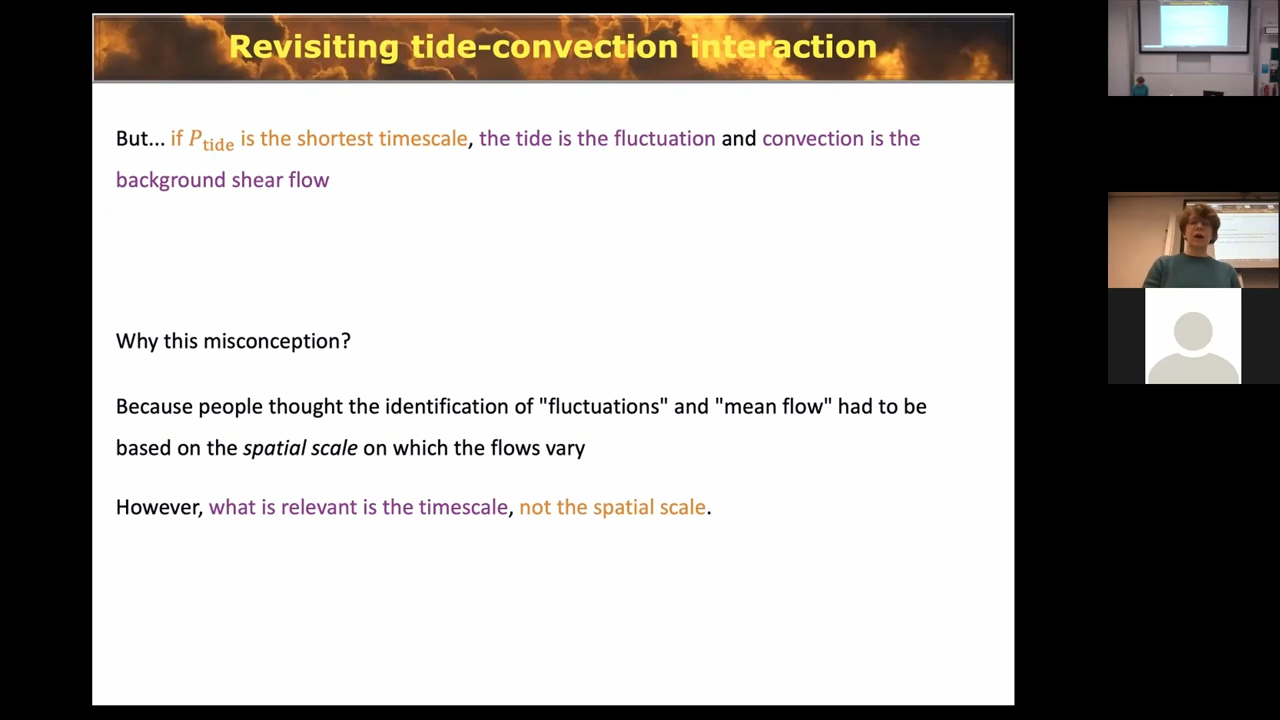 Revisiting tide-convection interaction
But... if P_tide is the shortest timescale, the tide is the fluctuation and convection is the
background shear flow
Why this misconception?
Because people thought the identification of "fluctuations" and "mean flow" had to be
based on the spatial scale on which the flows vary
However, what is relevant is the timescale, not the spatial scale.